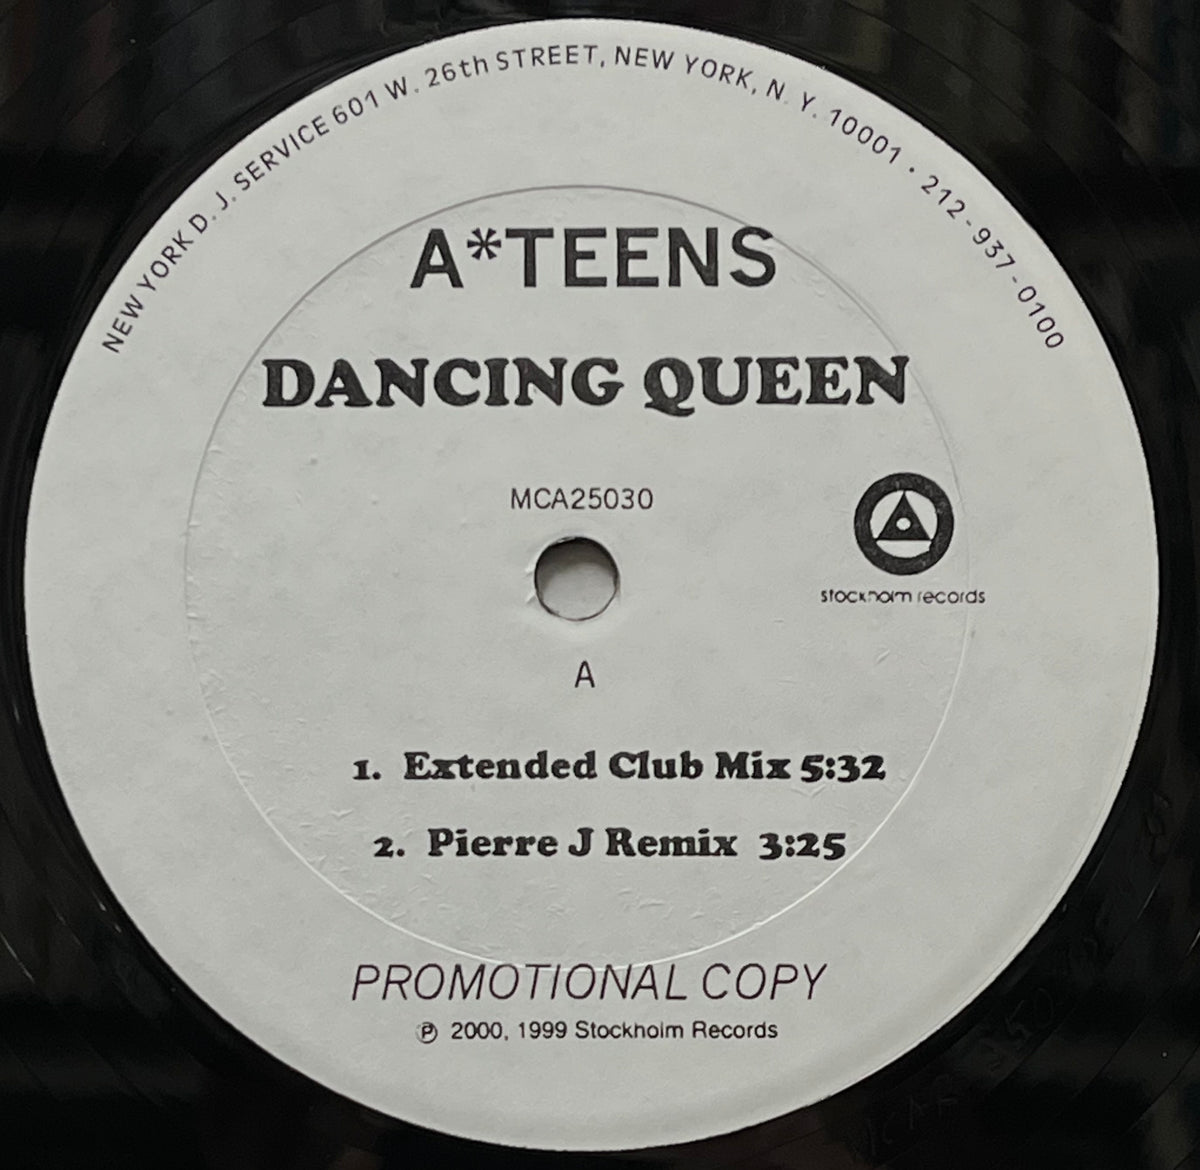 NEW YORK D. J. SERVICE 601 W. 26th STREET, NEW YORK, N. Y. 10001 • 212-937-0100
A*TEENS
DANCING QUEEN
MCA25030
stockholm records
A
1. Extended Club Mix 5:32
2. Pierre J Remix 3:25
PROMOTIONAL COPY
℗ 2000, 1999 Stockholm Records